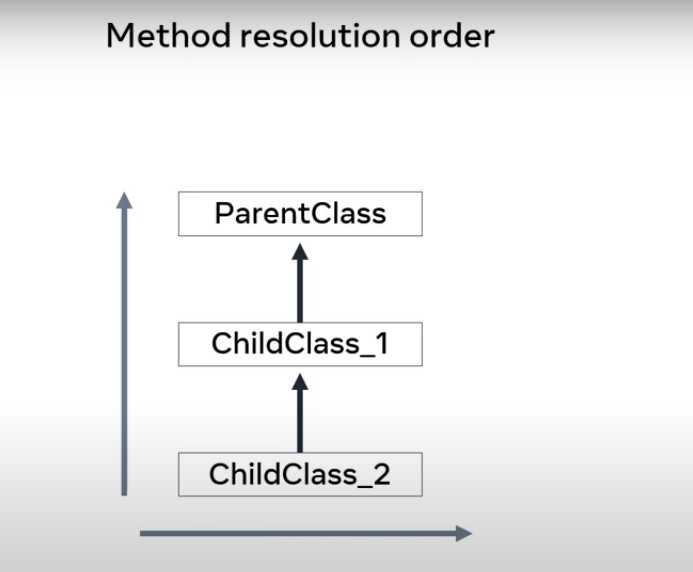 Method resolution order
ParentClass
ChildClass_1
ChildClass_2